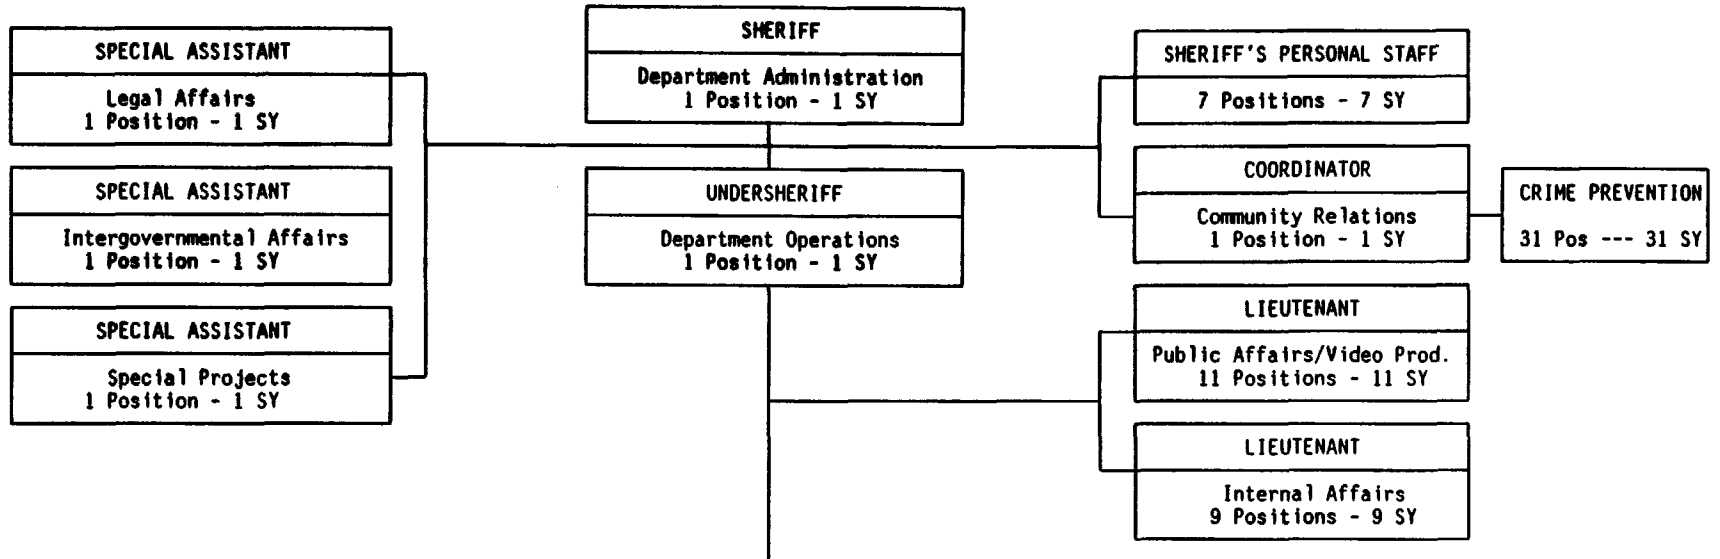 SPECIAL ASSISTANT
Legal Affairs
1 Position - 1 SY
SPECIAL ASSISTANT
Intergovernmental Affairs
1 Position - 1 SY
SPECIAL ASSISTANT
Special Projects
1 Position - 1 SY
SHERIFF
Department Administration
1 Position - 1 SY
UNDERSHERIFF
Department Operations
1 Position - 1 SY
SHERIFF'S PERSONAL STAFF
7 Positions - 7 SY
COORDINATOR
Community Relations
1 Position - 1 SY
CRIME PREVENTION
31 Pos --- 31 SY
LIEUTENANT
Public Affairs/Video Prod.
11 Positions - 11 SY
LIEUTENANT
Internal Affairs
9 Positions - 9 SY